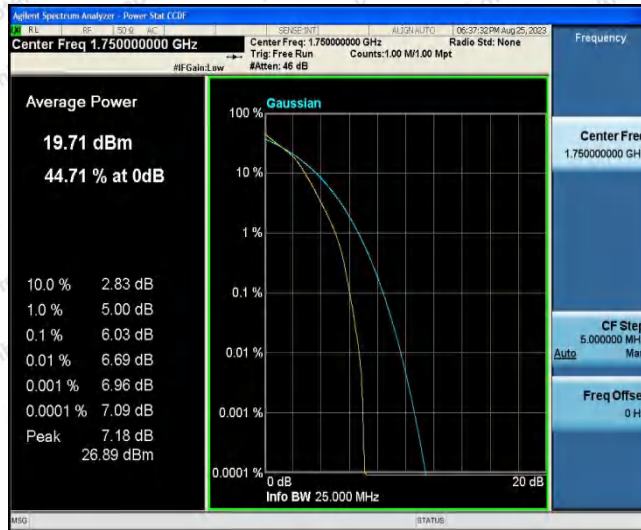 Agilent Spectrum Analyzer - Power Stat CCDF
RL RF 50 Ω AC SENSE:INT ALIGN AUTO 06:37:32 PM Aug 25, 2023
Center Freq 1.750000000 GHz
Center Freq: 1.750000000 GHz Radio Std: None
Trig: Free Run Counts:1.00 M/1.00 Mpt
#IFGain:Low #Atten: 46 dB
Frequency
Average Power
19.71 dBm
44.71 % at 0dB
10.0 % 2.83 dB
1.0 % 5.00 dB
0.1 % 6.03 dB
0.01 % 6.69 dB
0.001 % 6.96 dB
0.0001 % 7.09 dB
Peak 7.18 dB
26.89 dBm
Gaussian
100 %
10 %
1 %
0.1 %
0.01 %
0.001 %
0.0001 %
0 dB 20 dB
Info BW 25.000 MHz
Center Freq
1.750000000 GH
CF Step
5.000000 MH
Auto Ma
Freq Offse
0 H
MSG STATUS